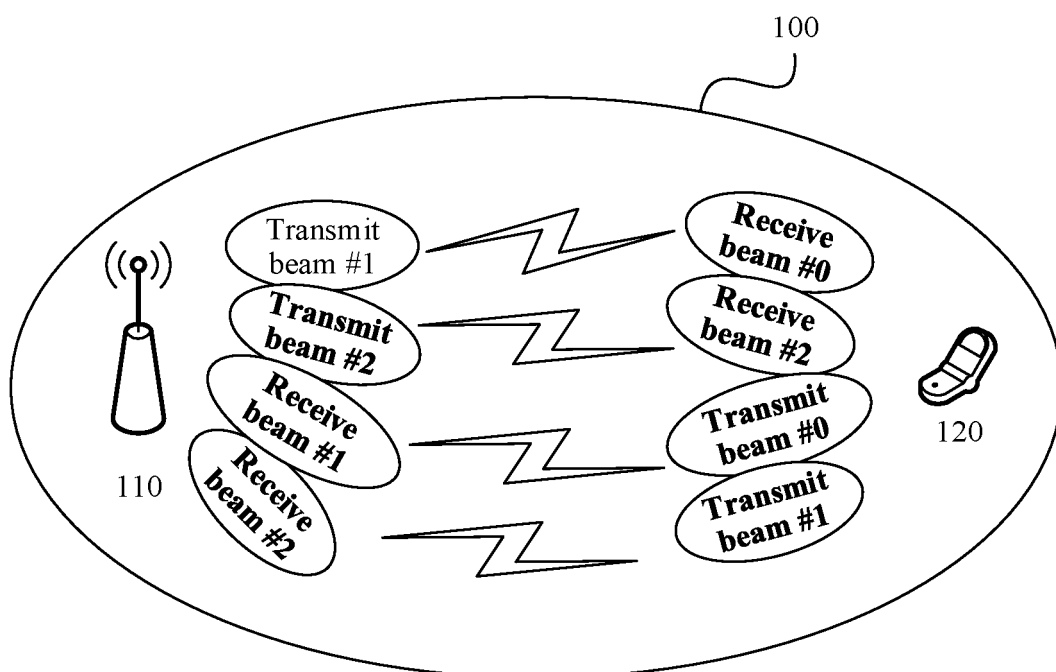 100
Transmit
beam #1
Transmit
beam #2
Receive
beam #1
Receive
beam #2
110
Receive
beam #0
Receive
beam #2
Transmit
beam #0
Transmit
beam #1
120